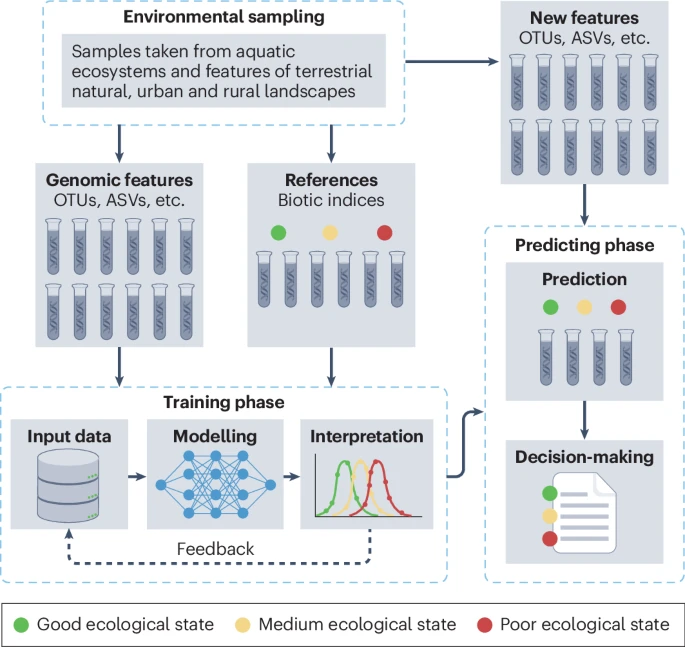 Environmental sampling
Samples taken from aquatic
ecosystems and features of terrestrial
natural, urban and rural landscapes
New features
OTUs, ASVs, etc.
Genomic features
OTUs, ASVs, etc.
References
Biotic indices
Predicting phase
Prediction
Training phase
Input data
Modelling
Interpretation
Feedback
Decision-making
Good ecological state
Medium ecological state
Poor ecological state